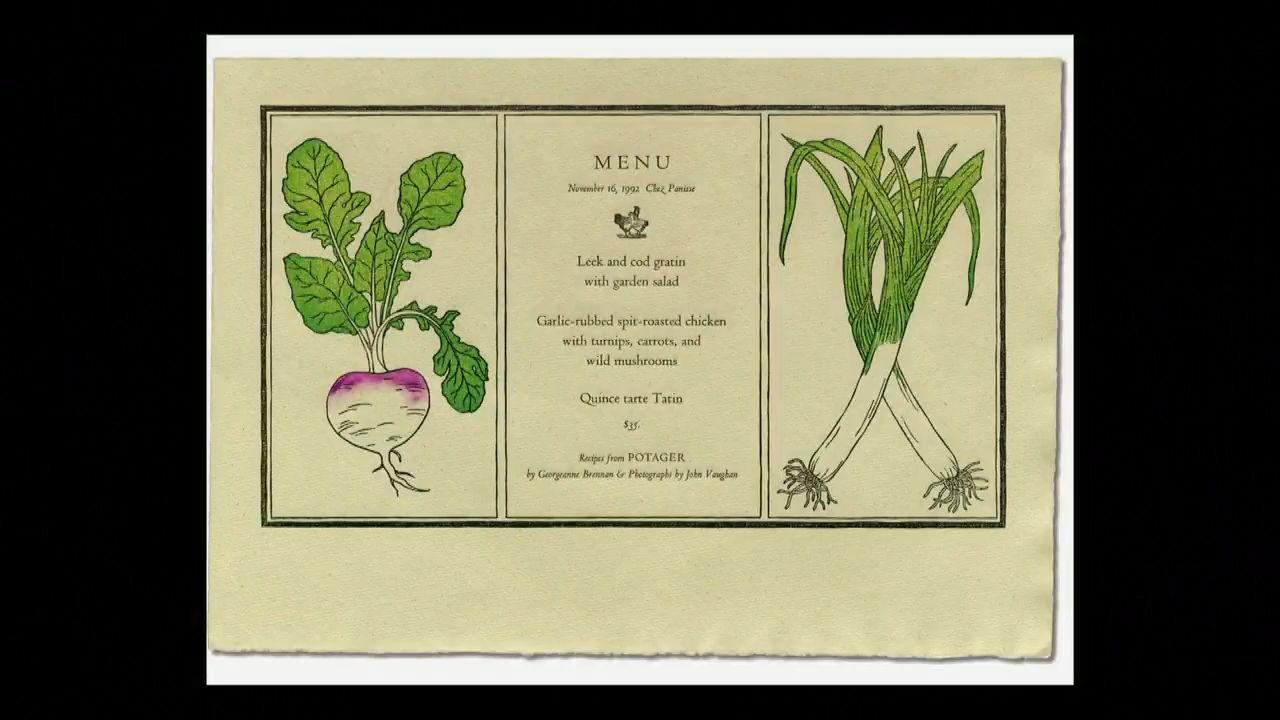 MENU
November 16, 1992 Chez Panisse
Leek and cod gratin
with garden salad
Garlic-rubbed spit-roasted chicken
with turnips, carrots, and
wild mushrooms
Quince tarte Tatin
$35.
Recipes from POTAGER
by Georgeanne Brennan & Photographs by John Vaughan